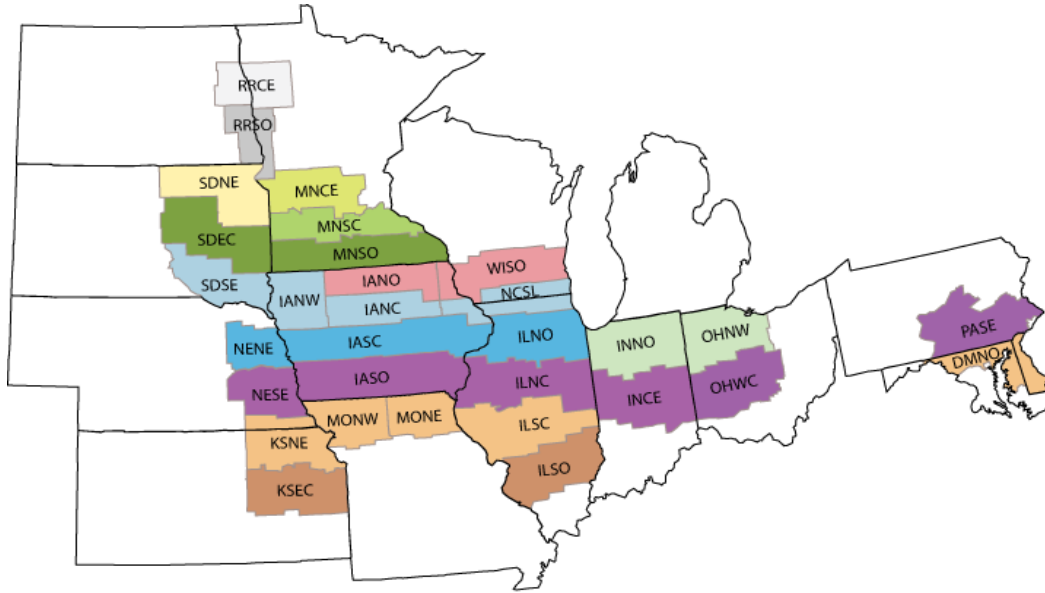 RRCE
RRSO
SDNE
MNCE
MNSC
SDEC
MNSO
WISO
SDSE
IANO
IANW
NCSL
IANC
PASE
OHNW
NENE
IASC
ILNO
INNO
DMNO
OHWC
IASO
ILNC
NESE
INCE
MONW
MONE
ILSC
KSNE
ILSO
KSEC